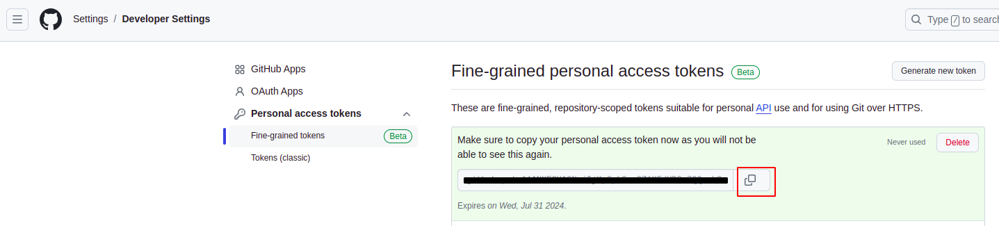 Settings / Developer Settings
Type / to search
GitHub Apps
OAuth Apps
Personal access tokens
Fine-grained tokens Beta
Tokens (classic)
Fine-grained personal access tokens Beta
Generate new token
These are fine-grained, repository-scoped tokens suitable for personal API use and for using Git over HTTPS.
Make sure to copy your personal access token now as you will not be
able to see this again.
Never used
Delete
Expires on Wed, Jul 31 2024.